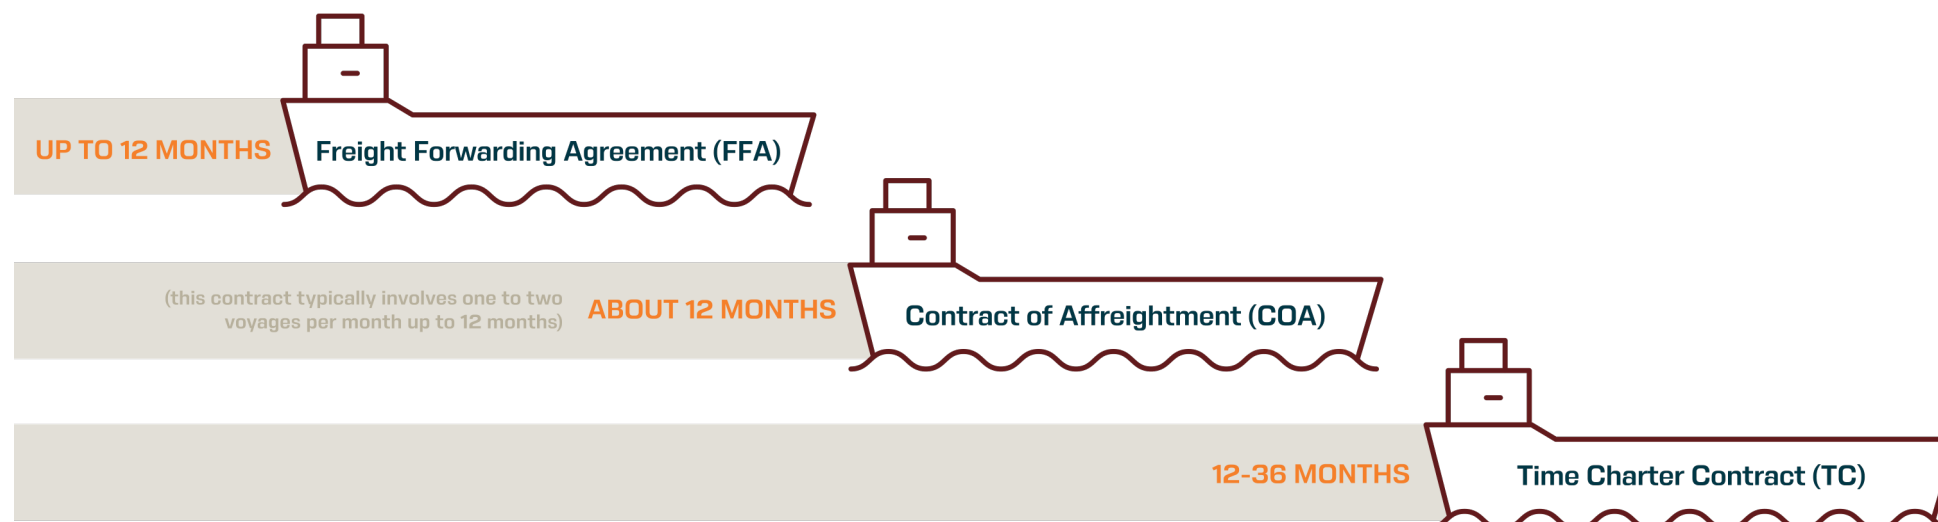 UP TO 12 MONTHS
Freight Forwarding Agreement (FFA)
(this contract typically involves one to two
voyages per month up to 12 months)
ABOUT 12 MONTHS
Contract of Affreightment (COA)
12-36 MONTHS
Time Charter Contract (TC)